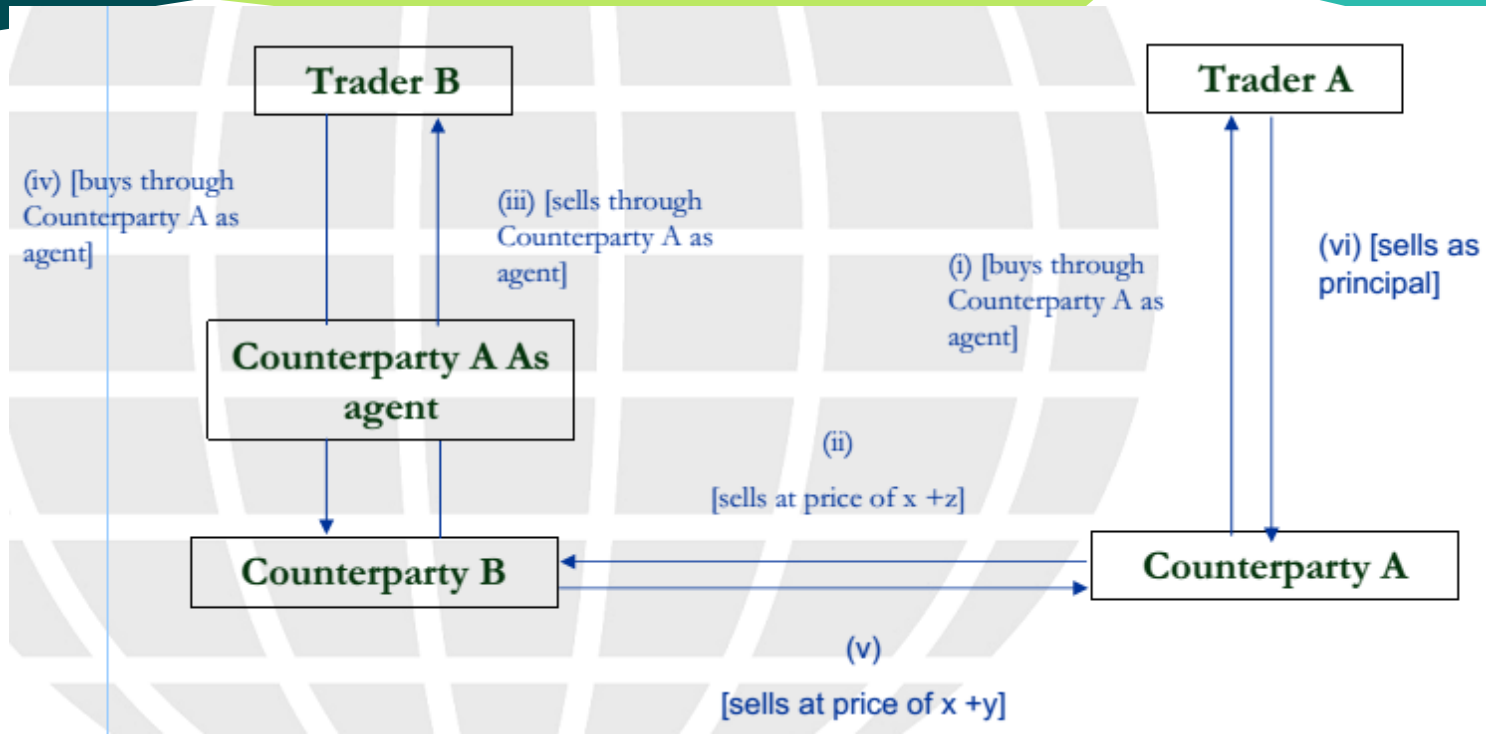 Trader B
Trader A
(iv) [buys through
Counterparty A as
agent]
(iii) [sells through
Counterparty A as
agent]
(i) [buys through
Counterparty A as
agent]
(vi) [sells as
principal]
Counterparty A As
agent
(ii)
[sells at price of x +z]
Counterparty B
Counterparty A
(v)
[sells at price of x +y]